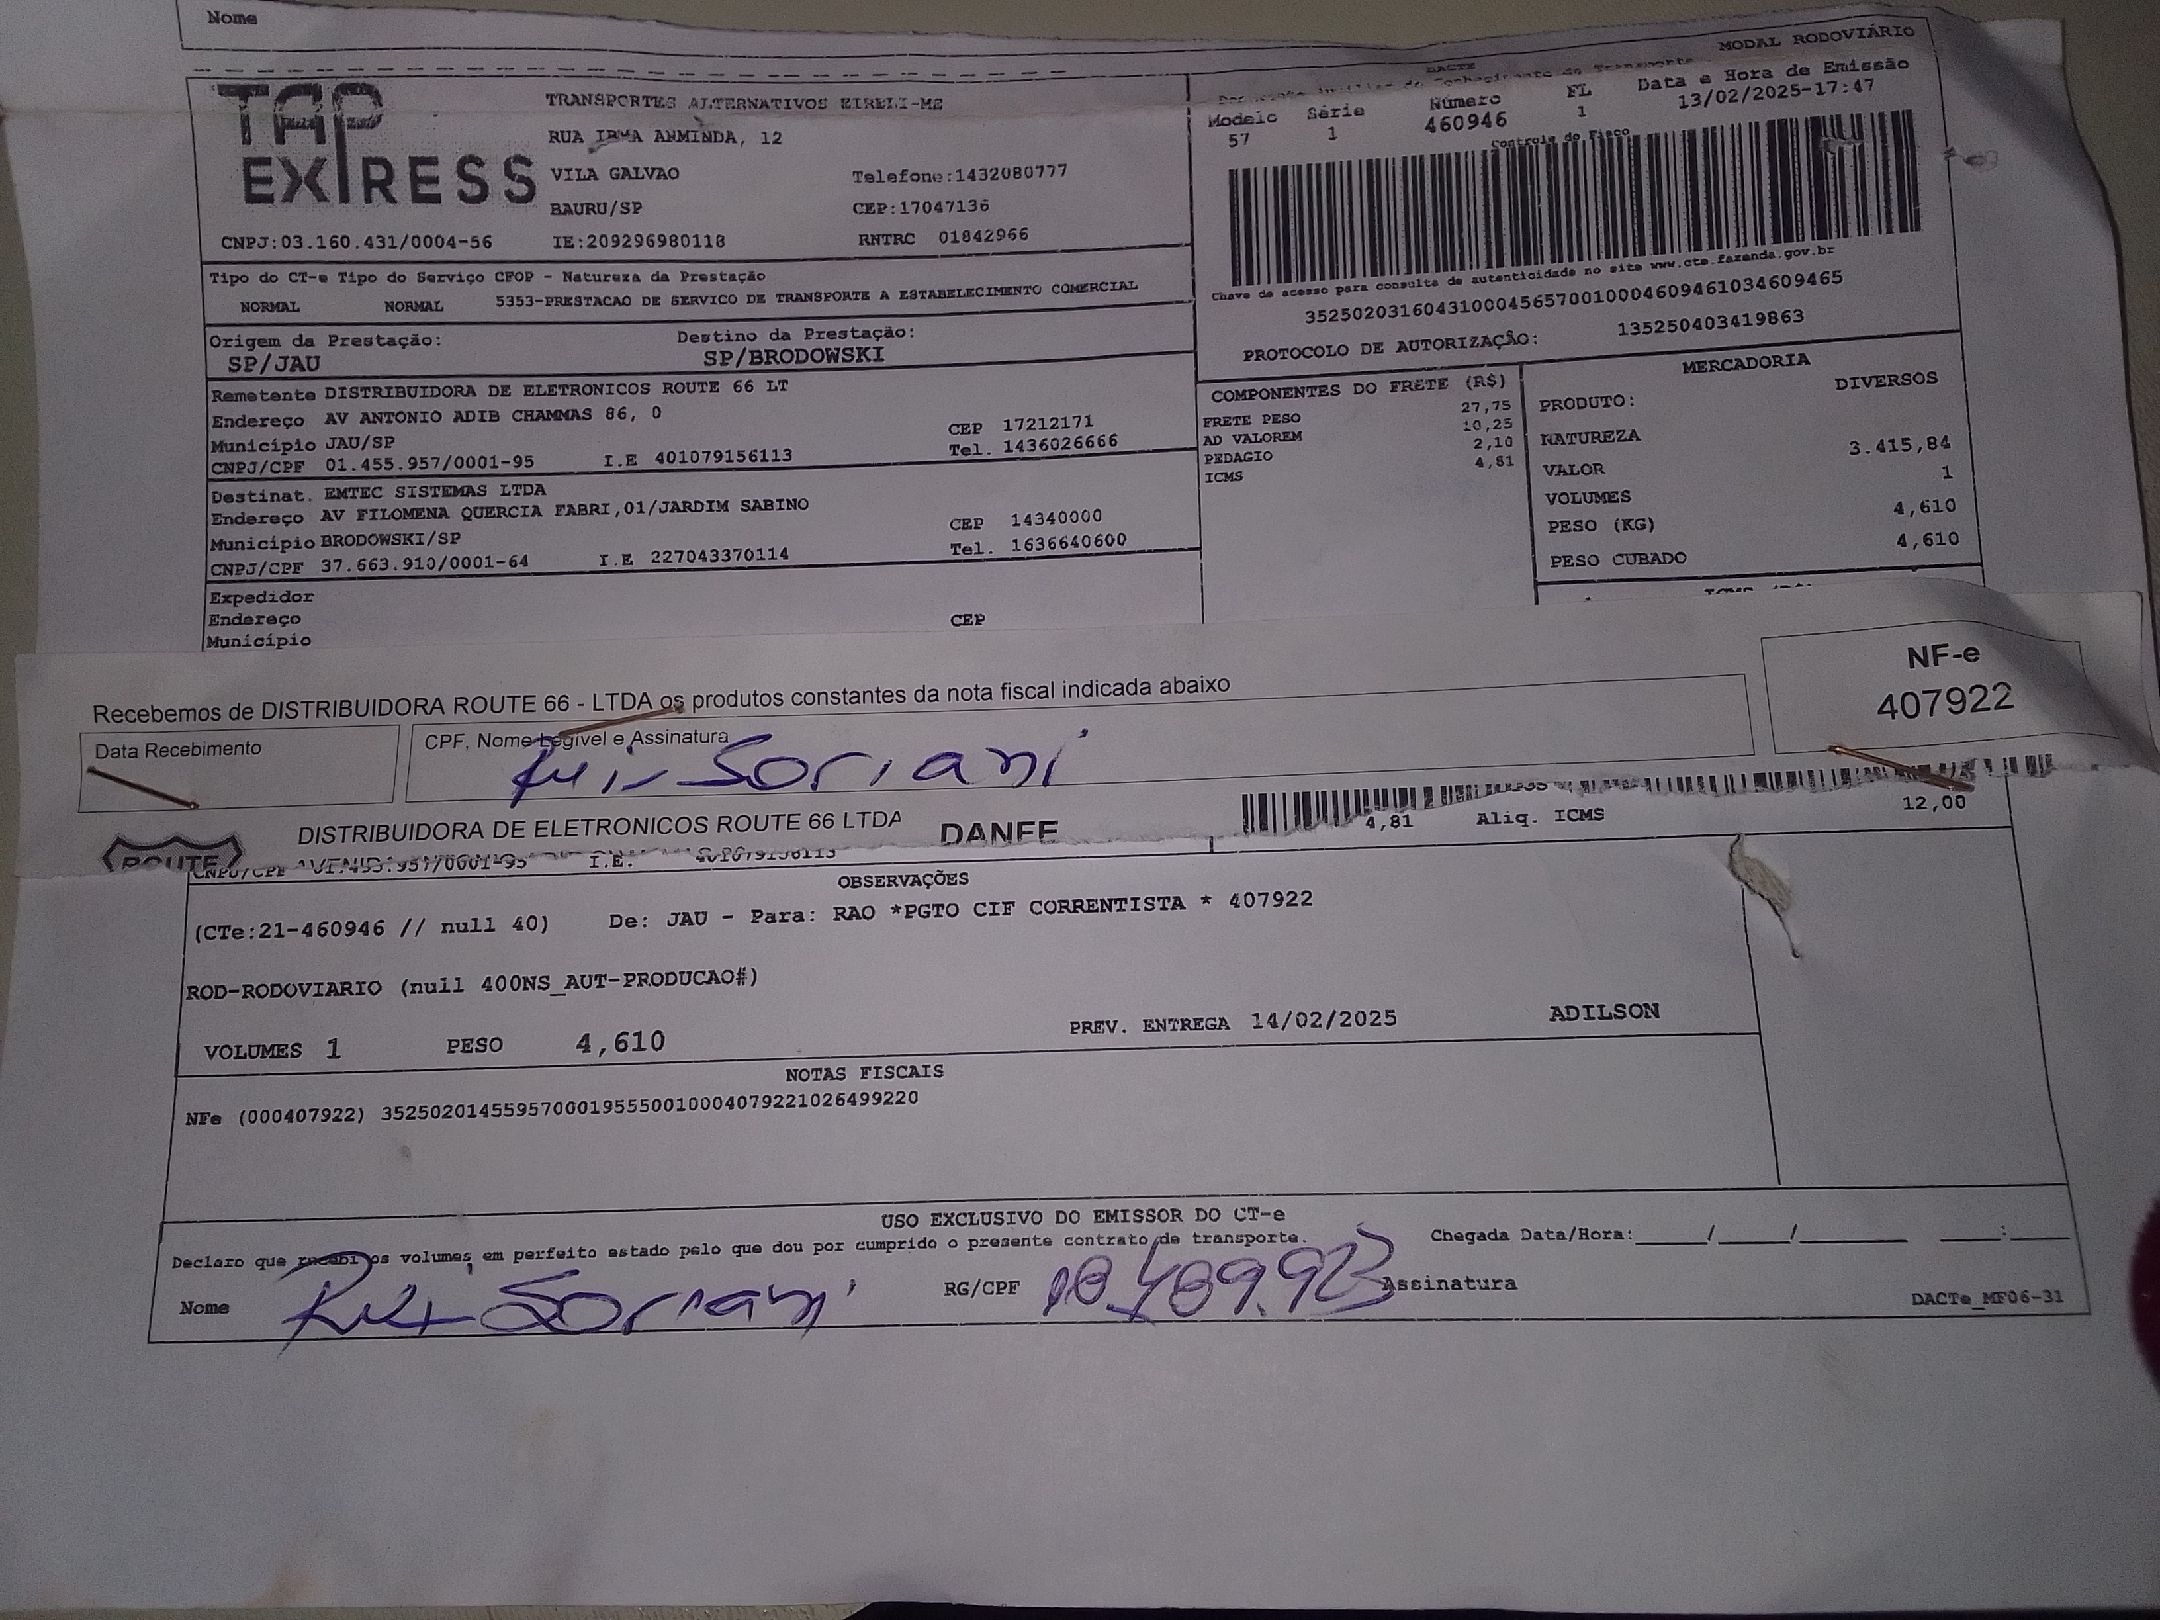 Nome
TAP EXPRESS
TRANSPORTES ALTERNATIVOS EIRELI-ME
RUA IRMA ARMINDA, 12
VILA GALVAO Telefone:1432080777
BAURU/SP CEP:17047136
CNPJ:03.160.431/0004-56 IE:209296980118 RNTRC 01842966
DACTE MODAL RODOVIÁRIO
Modelo Série Número FL Data e Hora de Emissão
57 1 460946 1 13/02/2025-17:47
Controle do Fisco
Chave de acesso para consulta de autenticidade no site www.cte.fazenda.gov.br
35250203160431000456570010004609461034609465
PROTOCOLO DE AUTORIZAÇÃO: 135250403419863
Tipo do CT-e Tipo do Serviço CFOP - Natureza da Prestação
NORMAL NORMAL 5353-PRESTACAO DE SERVICO DE TRANSPORTE A ESTABELECIMENTO COMERCIAL
Origem da Prestação: Destino da Prestação:
SP/JAU SP/BRODOWSKI
Remetente DISTRIBUIDORA DE ELETRONICOS ROUTE 66 LT
Endereço AV ANTONIO ADIB CHAMMAS 86, 0 CEP 17212171
Município JAU/SP Tel. 1436026666
CNPJ/CPF 01.455.957/0001-95 I.E 401079156113
Destinat. EMTEC SISTEMAS LTDA
Endereço AV FILOMENA QUERCIA FABRI,01/JARDIM SABINO CEP 14340000
Município BRODOWSKI/SP Tel. 1636640600
CNPJ/CPF 37.663.910/0001-64 I.E 227043370114
Expedidor
Endereço CEP
Município
COMPONENTES DO FRETE (R$)
FRETE PESO 27,75
AD VALOREM 10,25
PEDAGIO 2,10
ICMS 4,81
MERCADORIA
PRODUTO: DIVERSOS
NATUREZA
VALOR 3.415,84
VOLUMES 1
PESO (KG) 4,610
PESO CUBADO 4,610
Recebemos de DISTRIBUIDORA ROUTE 66 - LTDA os produtos constantes da nota fiscal indicada abaixo
NF-e
407922
Data Recebimento CPF, Nome Legível e Assinatura
Soriani
ROUTE DISTRIBUIDORA DE ELETRONICOS ROUTE 66 LTDA DANFE
4,81 Aliq. ICMS 12,00
CNPJ/CPF I.E.
OBSERVAÇÕES
(CTe:21-460946 // null 40) De: JAU - Para: RAO *PGTO CIF CORRENTISTA * 407922
ROD-RODOVIARIO (null 400NS_AUT-PRODUCAO#)
VOLUMES 1 PESO 4,610 PREV. ENTREGA 14/02/2025 ADILSON
NOTAS FISCAIS
NFe (000407922) 35250201455957000195550010004079221026499220
USO EXCLUSIVO DO EMISSOR DO CT-e
Declaro que recebi os volumes em perfeito estado pelo que dou por cumprido o presente contrato de transporte. Chegada Data/Hora:_____/_____/_______ ____:____
Nome Soriani RG/CPF Assinatura
DACTe_MF06-31